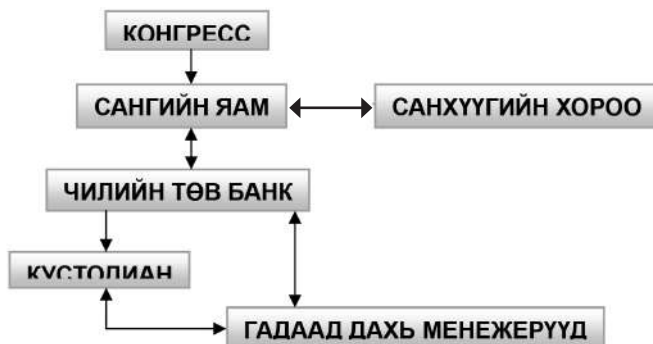 КОНГРЕСС
САНГИЙН ЯАМ
САНХҮҮГИЙН ХОРОО
ЧИЛИЙН ТӨВ БАНК
КУСТОДИАН
ГАДААД ДАХЬ МЕНЕЖЕРҮҮД